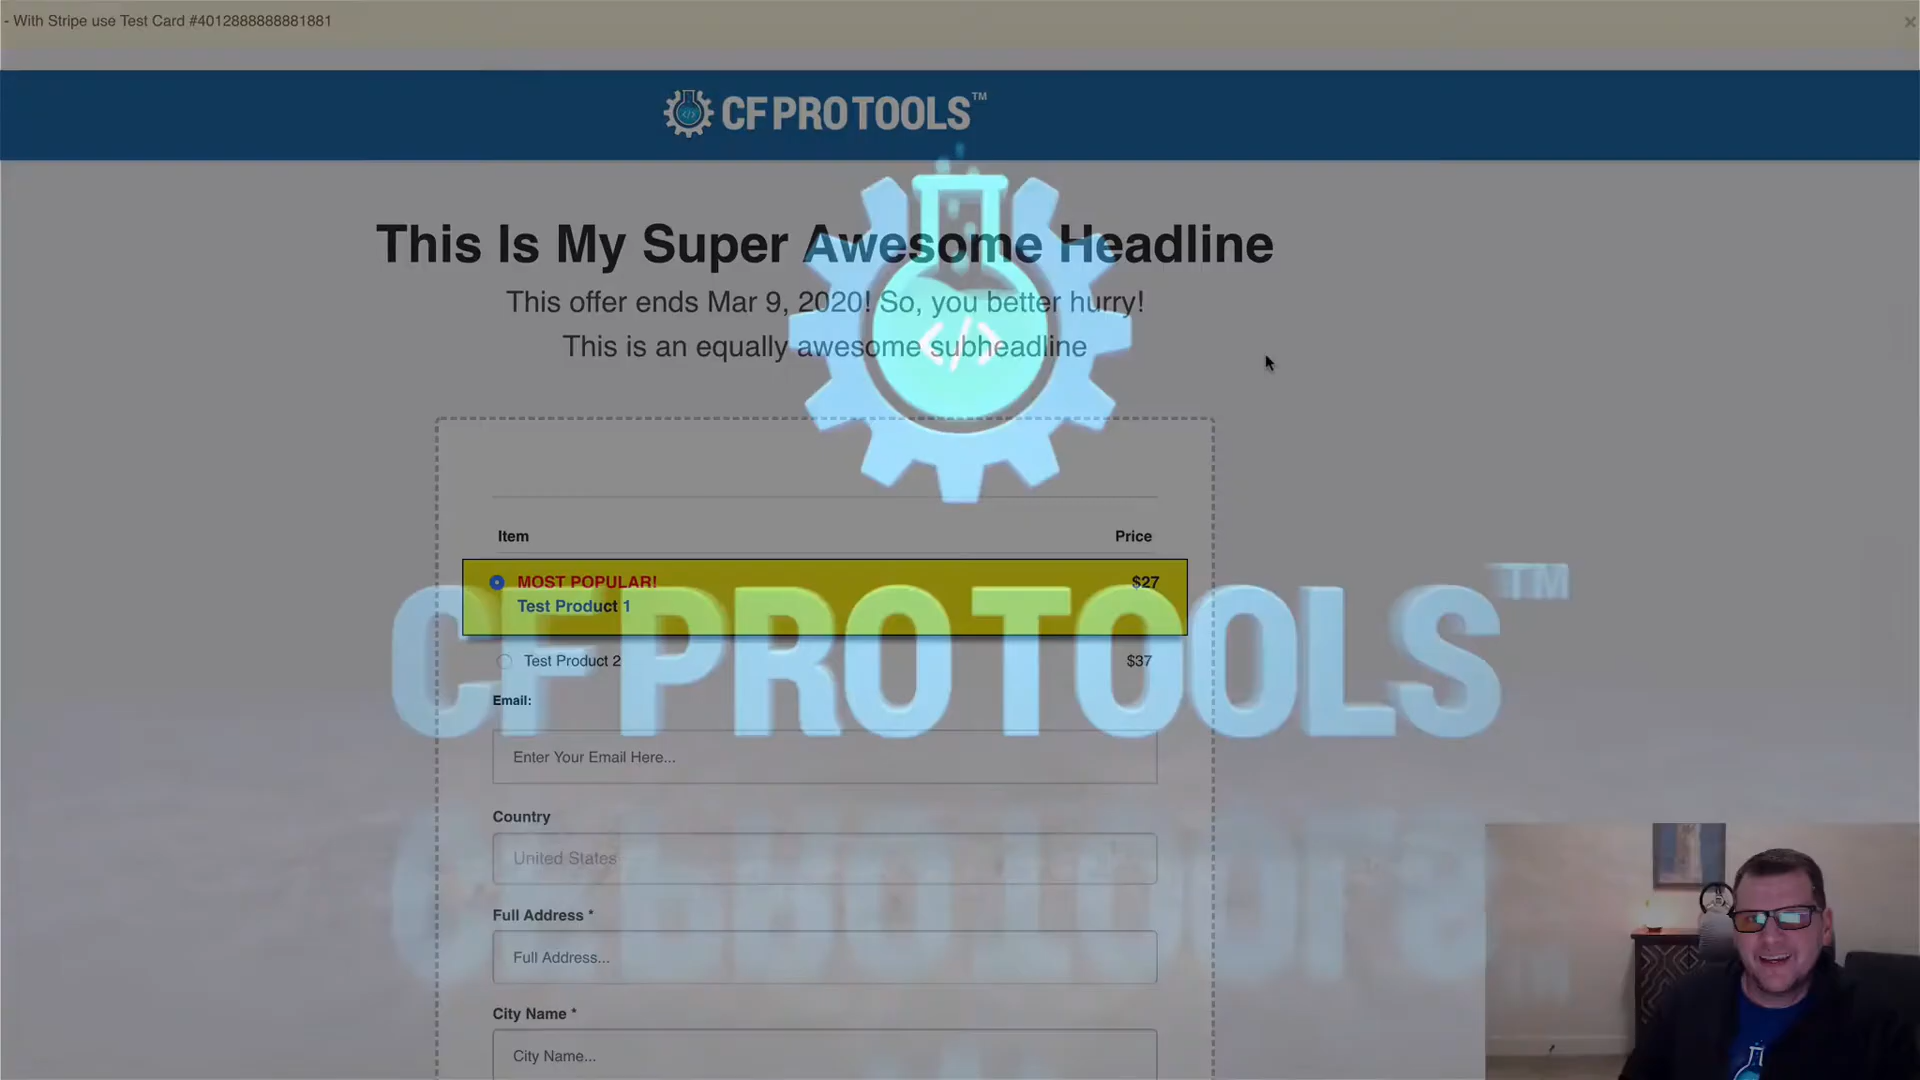 - With Stripe use Test Card #4012888888881881
×
CF PRO TOOLS™
This Is My Super Awesome Headline
This offer ends Mar 9, 2020! So, you better hurry!
This is an equally awesome subheadline
</>
Item Price
MOST POPULAR! $27
Test Product 1
CF PRO TOOLS™
Test Product 2 $37
Email:
Enter Your Email Here...
Country
United States
Full Address *
Full Address...
City Name *
City Name...